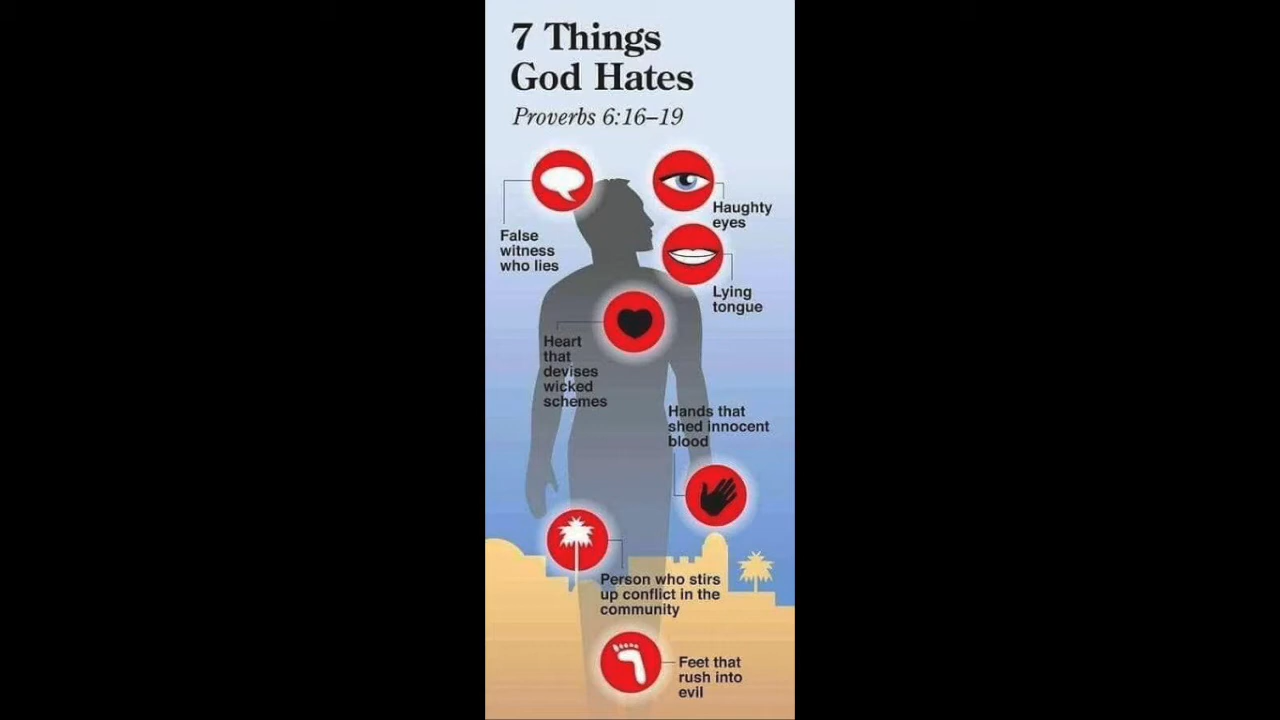 7 Things
God Hates
Proverbs 6:16–19
Haughty
eyes
False
witness
who lies
Lying
tongue
Heart
that
devises
wicked
schemes
Hands that
shed innocent
blood
Person who stirs
up conflict in the
community
Feet that
rush into
evil